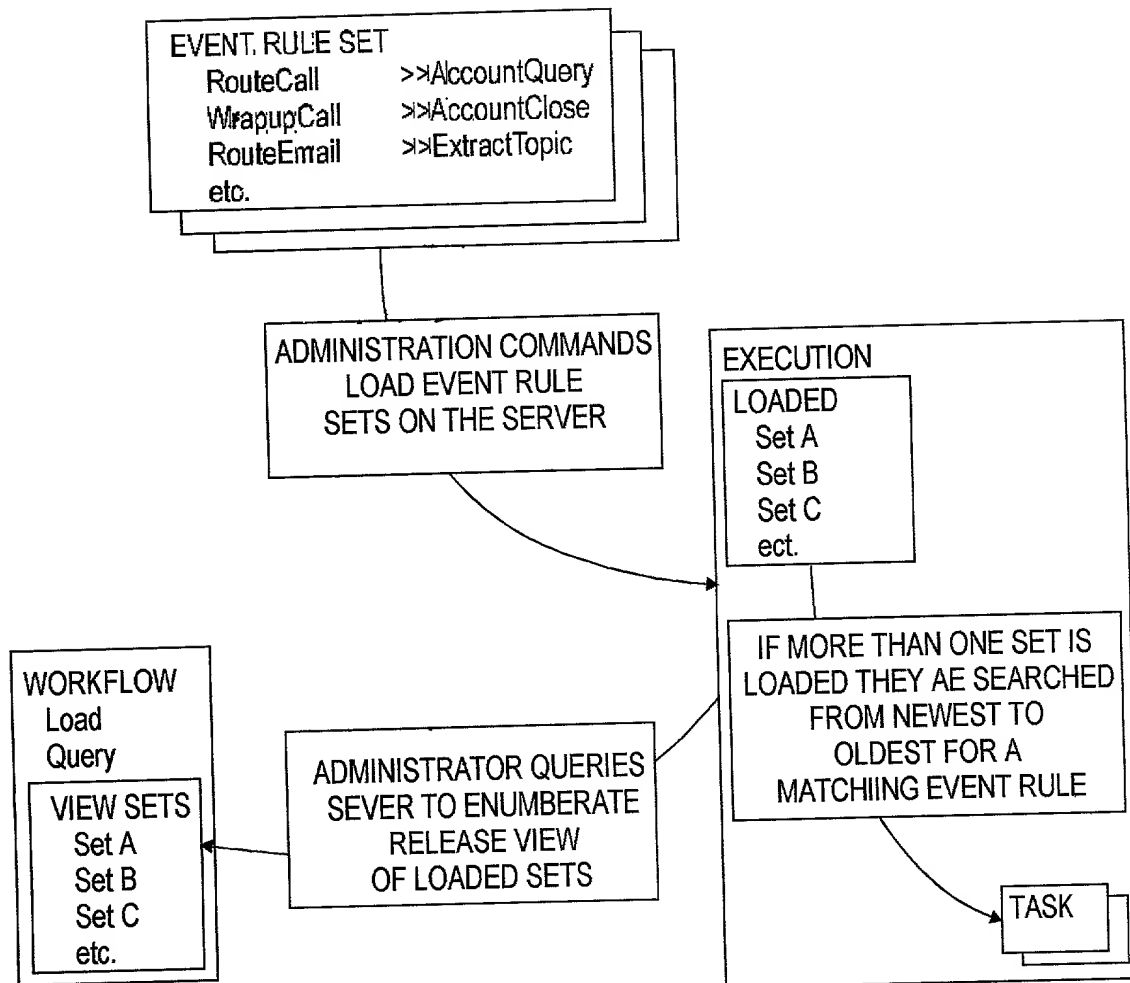 EVENT. RULE SET
RouteCall >>AccountQuery
WrapupCall >>AccountClose
RouteEmail >>ExtractTopic
etc.
ADMINISTRATION COMMANDS
LOAD EVENT RULE
SETS ON THE SERVER
EXECUTION
LOADED
Set A
Set B
Set C
ect.
IF MORE THAN ONE SET IS
LOADED THEY AE SEARCHED
FROM NEWEST TO
OLDEST FOR A
MATCHIING EVENT RULE
TASK
WORKFLOW
Load
Query
VIEW SETS
Set A
Set B
Set C
etc.
ADMINISTRATOR QUERIES
SEVER TO ENUMBERATE
RELEASE VIEW
OF LOADED SETS